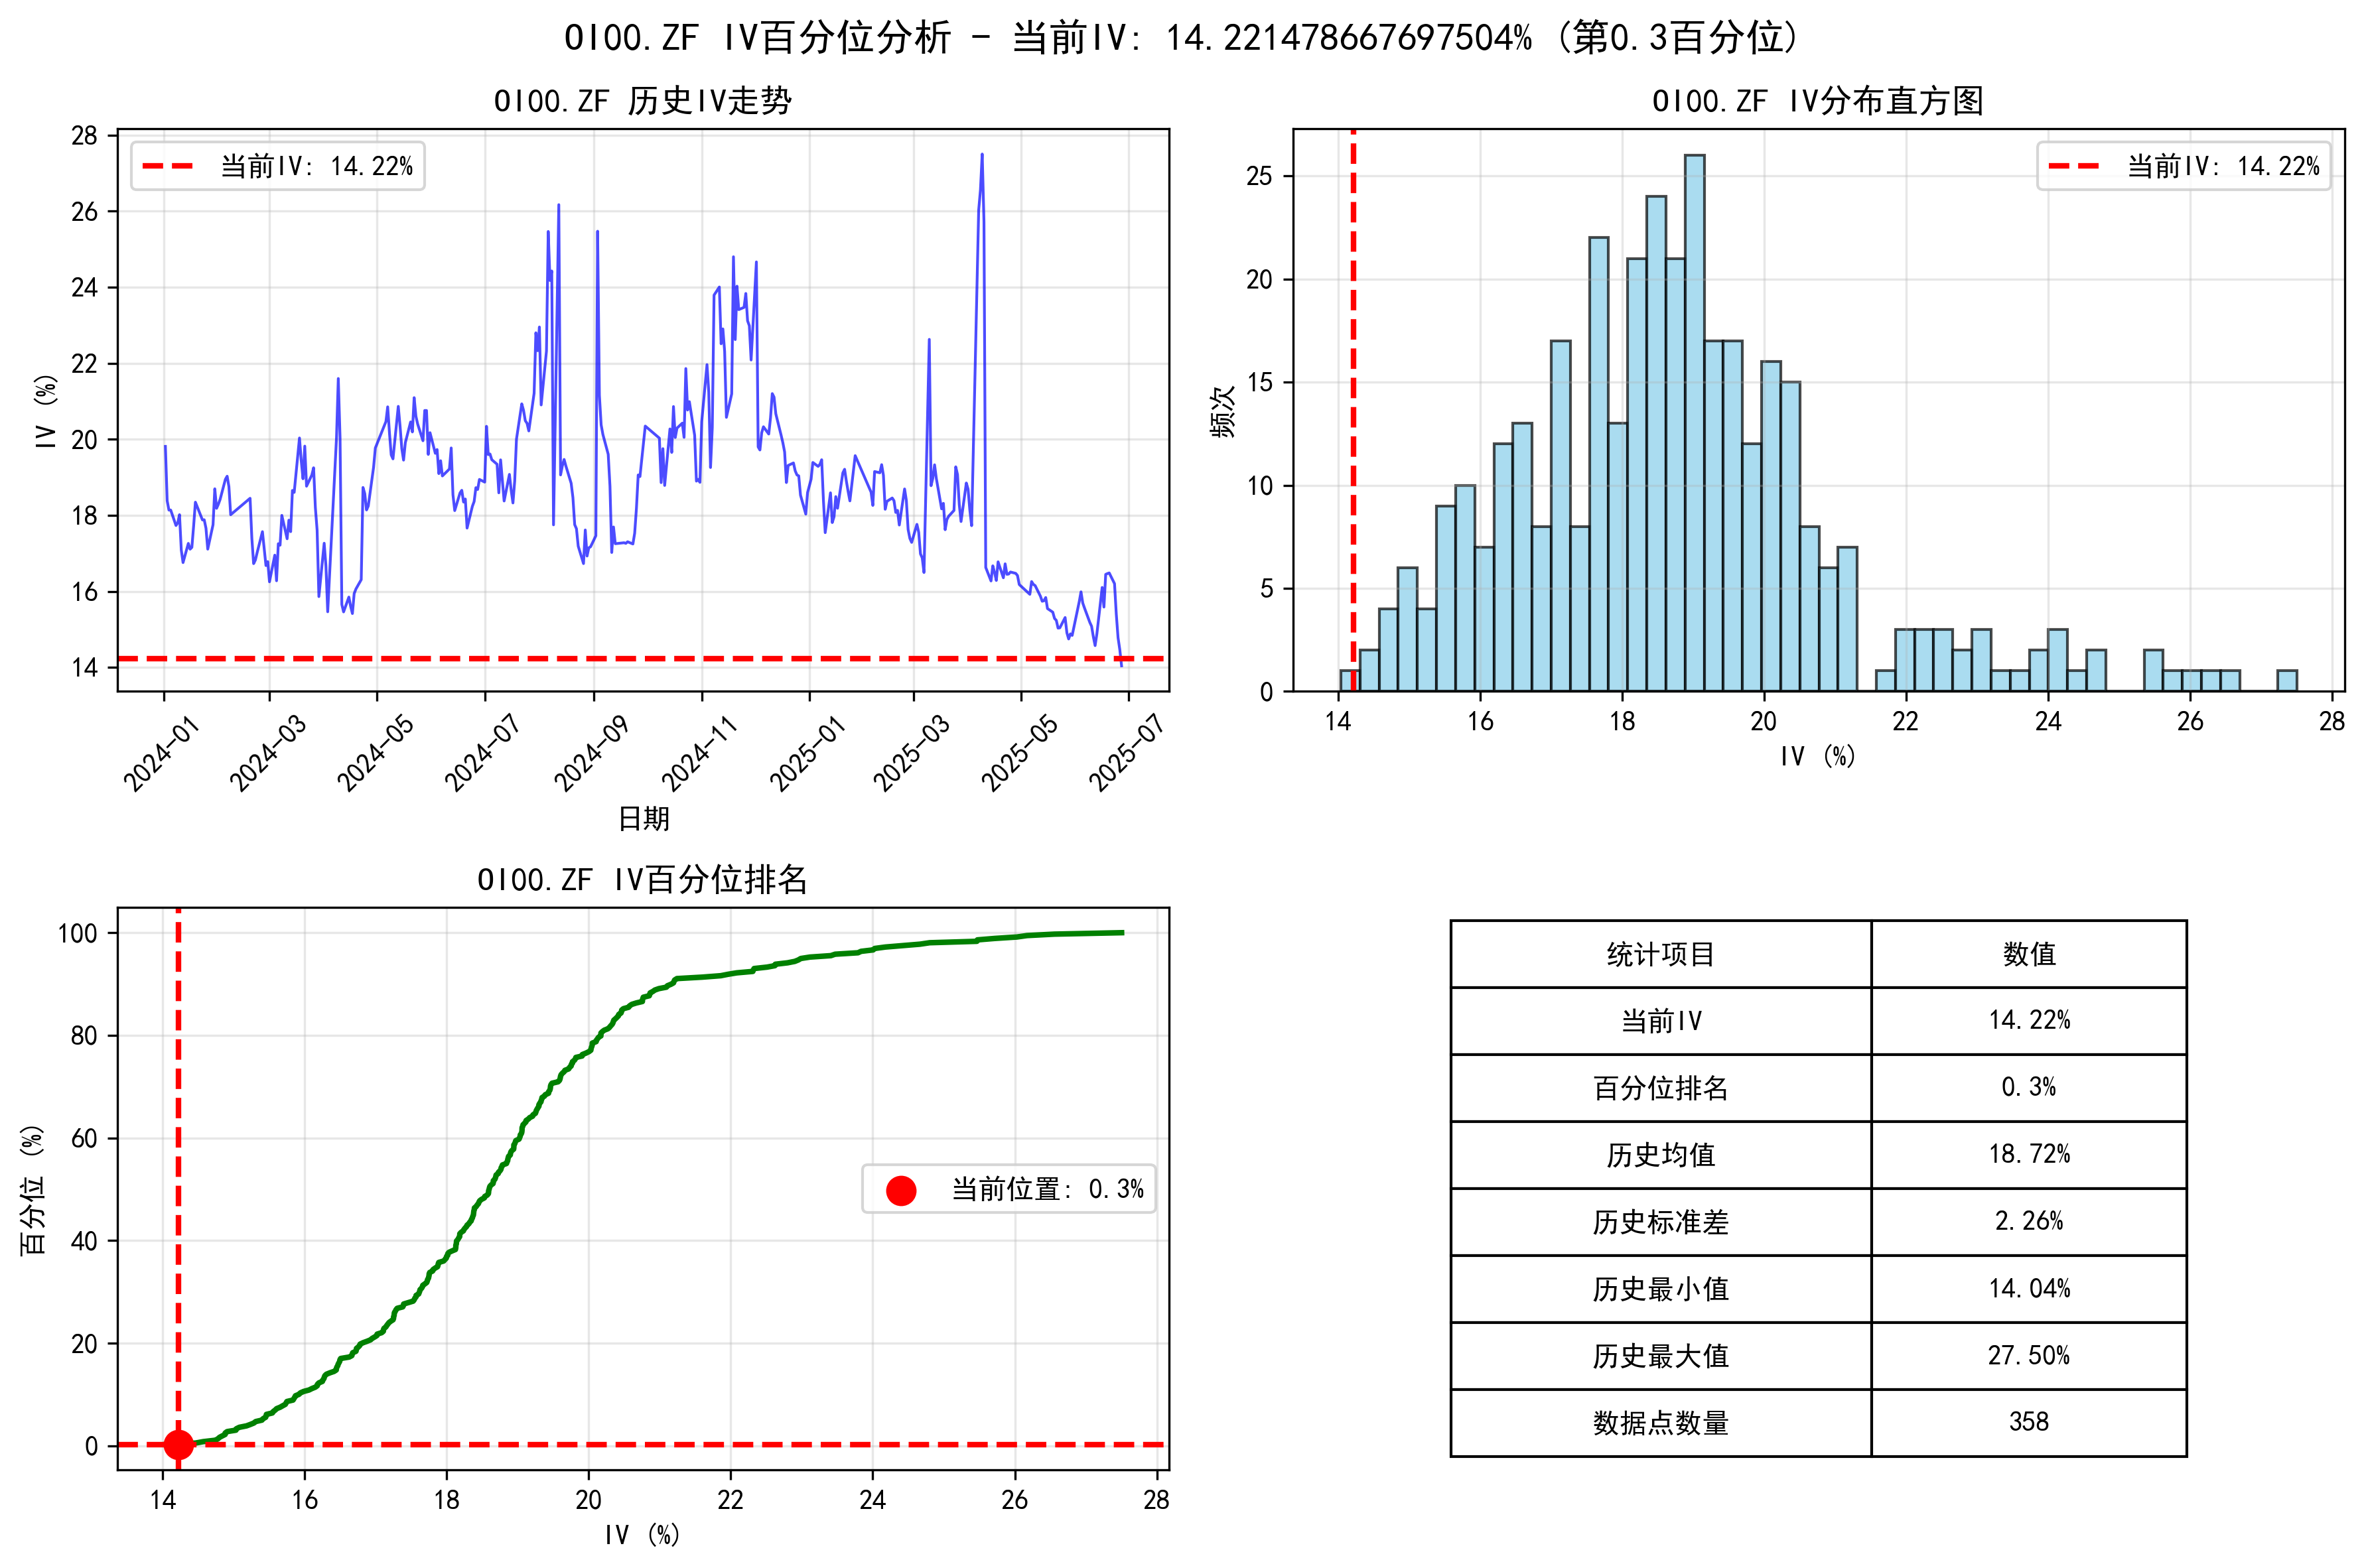 OI00.ZF IV百分位分析 - 当前IV: 14.221478667697504% (第0.3百分位)
OI00.ZF 历史IV走势
28
26
24
22
20
18
16
14
IV (%)
当前IV: 14.22%
2024-01
2024-03
2024-05
2024-07
2024-09
2024-11
2025-01
2025-03
2025-05
2025-07
日期
OI00.ZF IV分布直方图
25
20
15
10
5
0
频次
当前IV: 14.22%
14 16 18 20 22 24 26 28
IV (%)
OI00.ZF IV百分位排名
100
80
60
40
20
0
百分位 (%)
当前位置: 0.3%
14 16 18 20 22 24 26 28
IV (%)
统计项目 数值
当前IV 14.22%
百分位排名 0.3%
历史均值 18.72%
历史标准差 2.26%
历史最小值 14.04%
历史最大值 27.50%
数据点数量 358